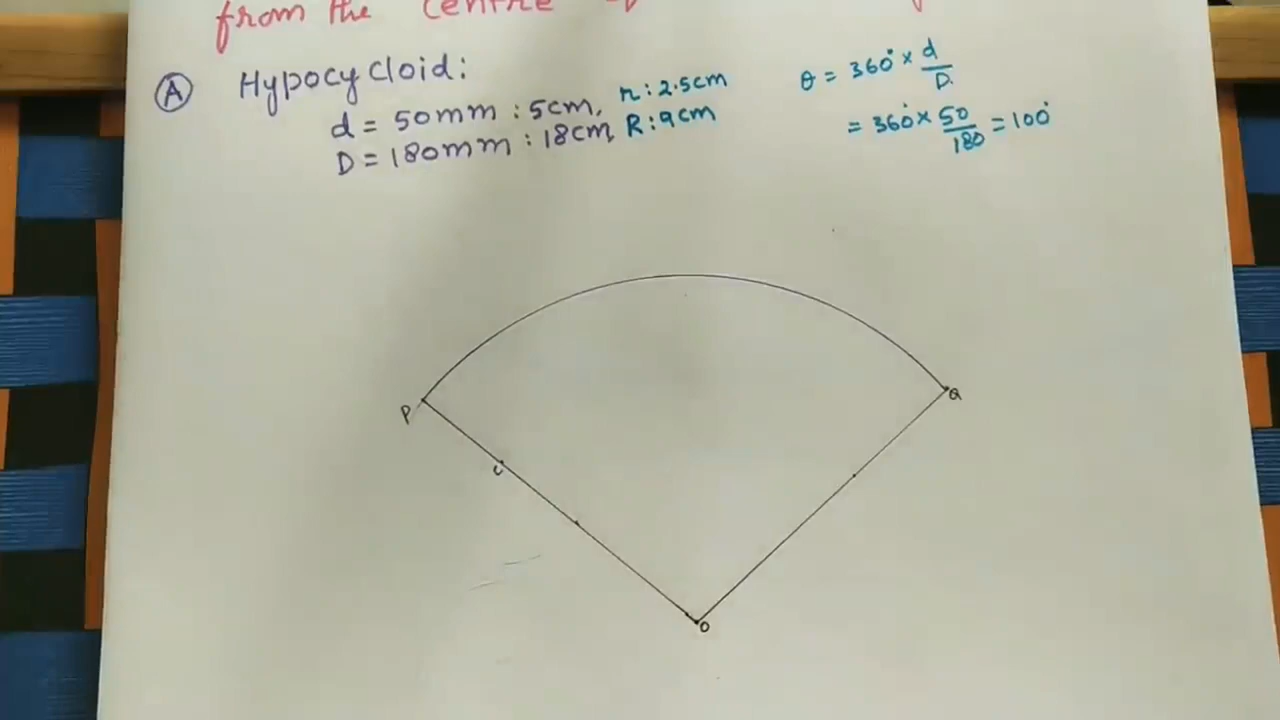 from the centre
A Hypocycloid:
d = 50mm : 5cm, r : 2.5cm
D = 180mm : 18cm R : 9cm
θ = 360° × d/D.
= 360° × 50/180 = 100°
P
Q
C
O